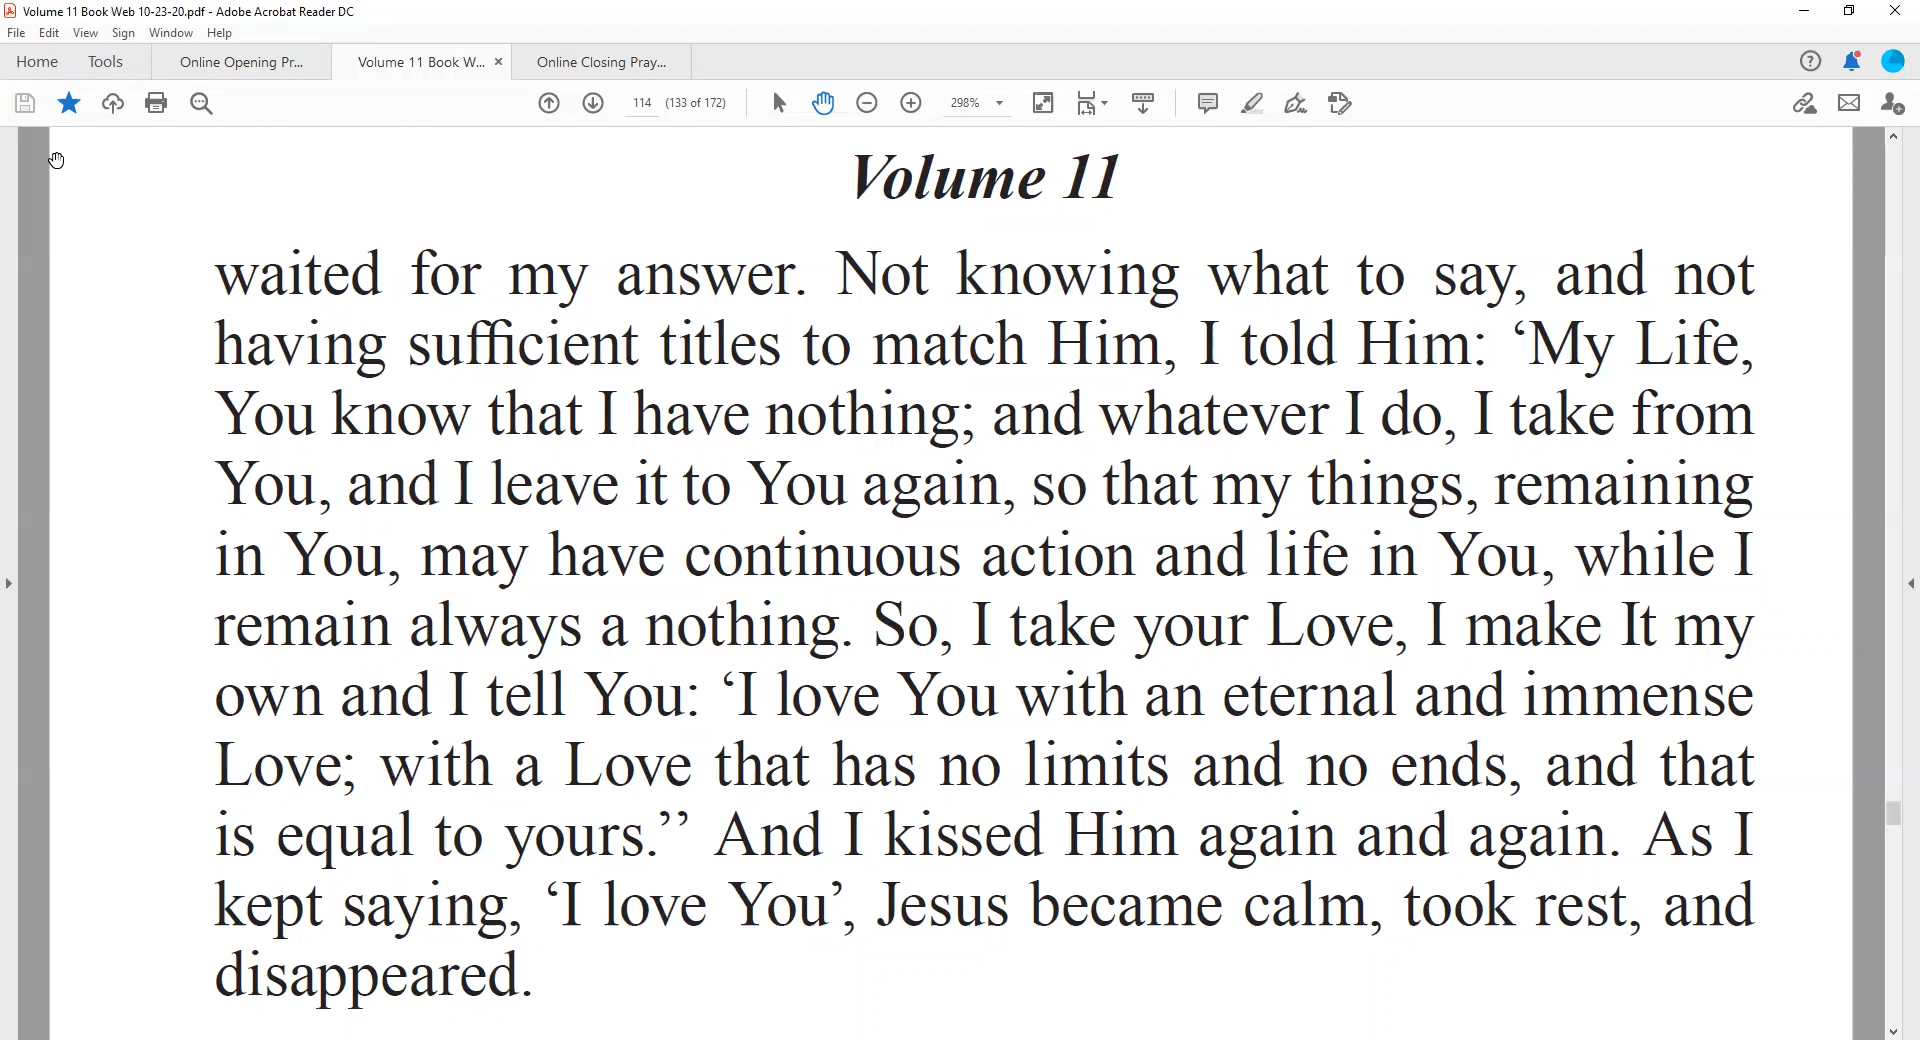 Volume 11 Book Web 10-23-20.pdf - Adobe Acrobat Reader DC
File Edit View Sign Window Help
Home Tools Online Opening Pr... Volume 11 Book W... × Online Closing Pray...
114 (133 of 172) 298%
Volume 11
waited for my answer. Not knowing what to say, and not
having sufficient titles to match Him, I told Him: ‘My Life,
You know that I have nothing; and whatever I do, I take from
You, and I leave it to You again, so that my things, remaining
in You, may have continuous action and life in You, while I
remain always a nothing. So, I take your Love, I make It my
own and I tell You: ‘I love You with an eternal and immense
Love; with a Love that has no limits and no ends, and that
is equal to yours.’’ And I kissed Him again and again. As I
kept saying, ‘I love You’, Jesus became calm, took rest, and
disappeared.